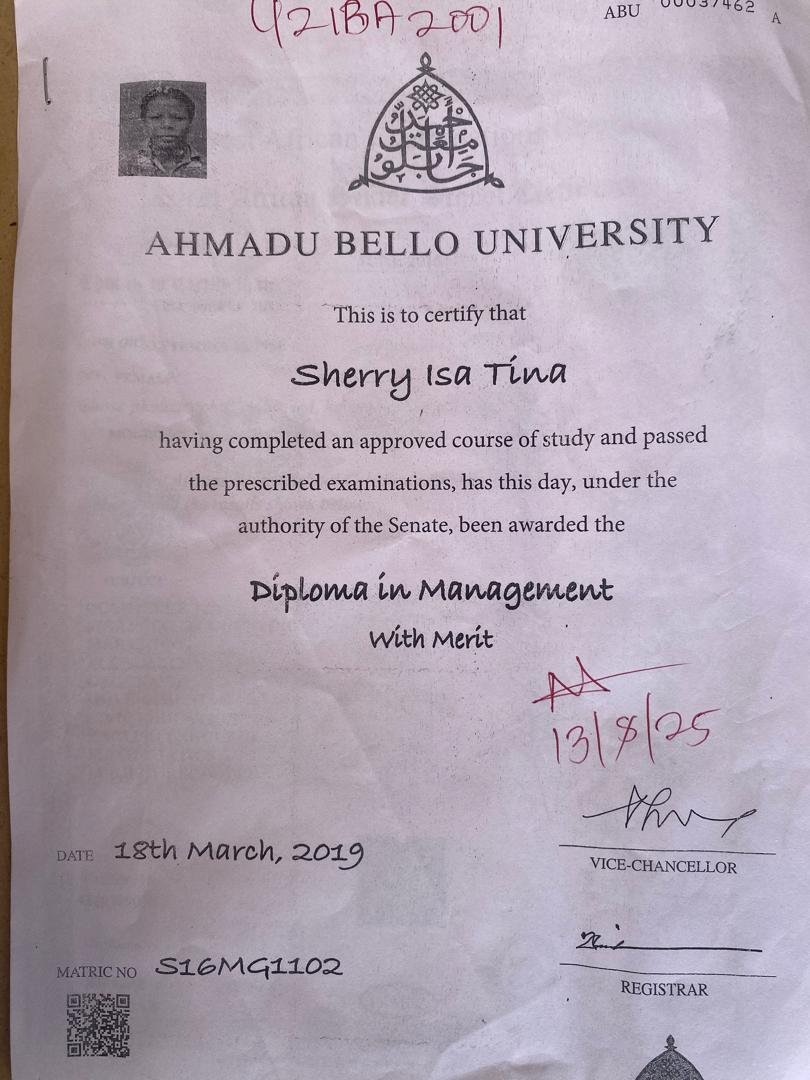 U21BA2001
ABU 00037462 A
AHMADU BELLO UNIVERSITY
This is to certify that
Sherry Isa Tina
having completed an approved course of study and passed
the prescribed examinations, has this day, under the
authority of the Senate, been awarded the
Diploma in Management
With Merit
13/8/25
DATE 18th March, 2019
VICE-CHANCELLOR
MATRIC NO S16MG1102
REGISTRAR